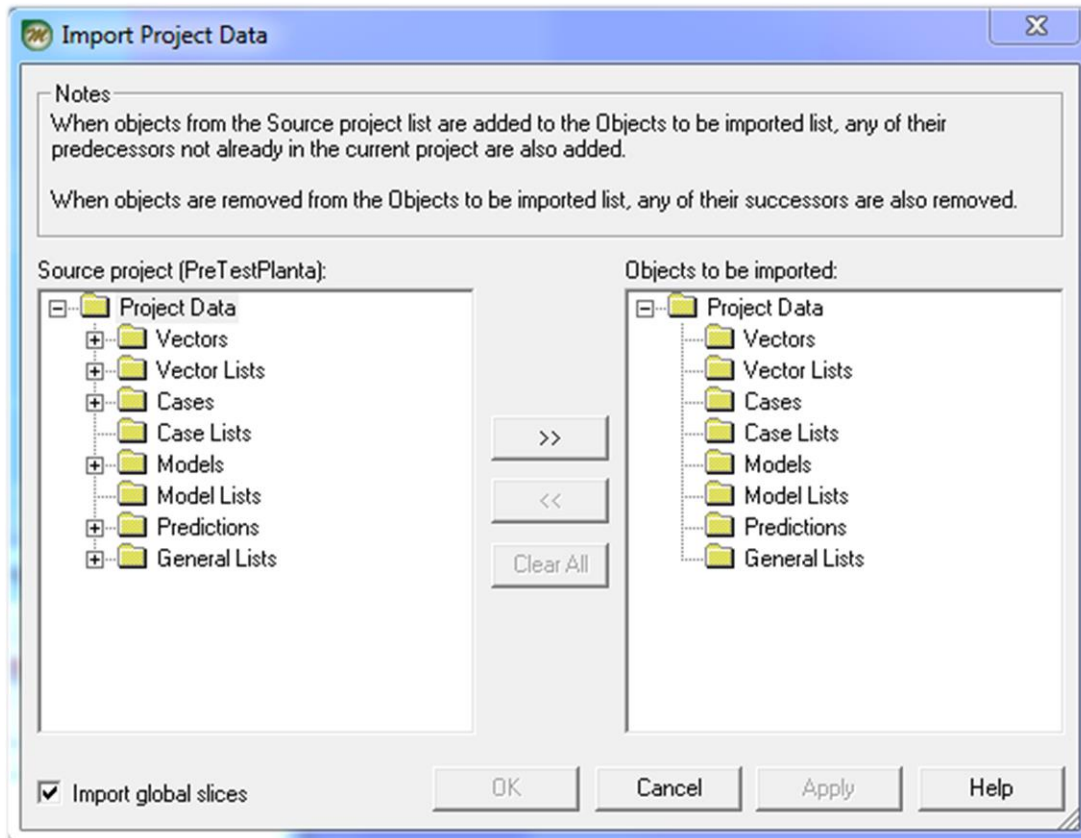 Import Project Data
Notes
When objects from the Source project list are added to the Objects to be imported list, any of their
predecessors not already in the current project are also added.
When objects are removed from the Objects to be imported list, any of their successors are also removed.
Source project (PreTestPlanta):
Project Data
Vectors
Vector Lists
Cases
Case Lists
Models
Model Lists
Predictions
General Lists
>>
<<
Clear All
Objects to be imported:
Project Data
Vectors
Vector Lists
Cases
Case Lists
Models
Model Lists
Predictions
General Lists
Import global slices
OK
Cancel
Apply
Help